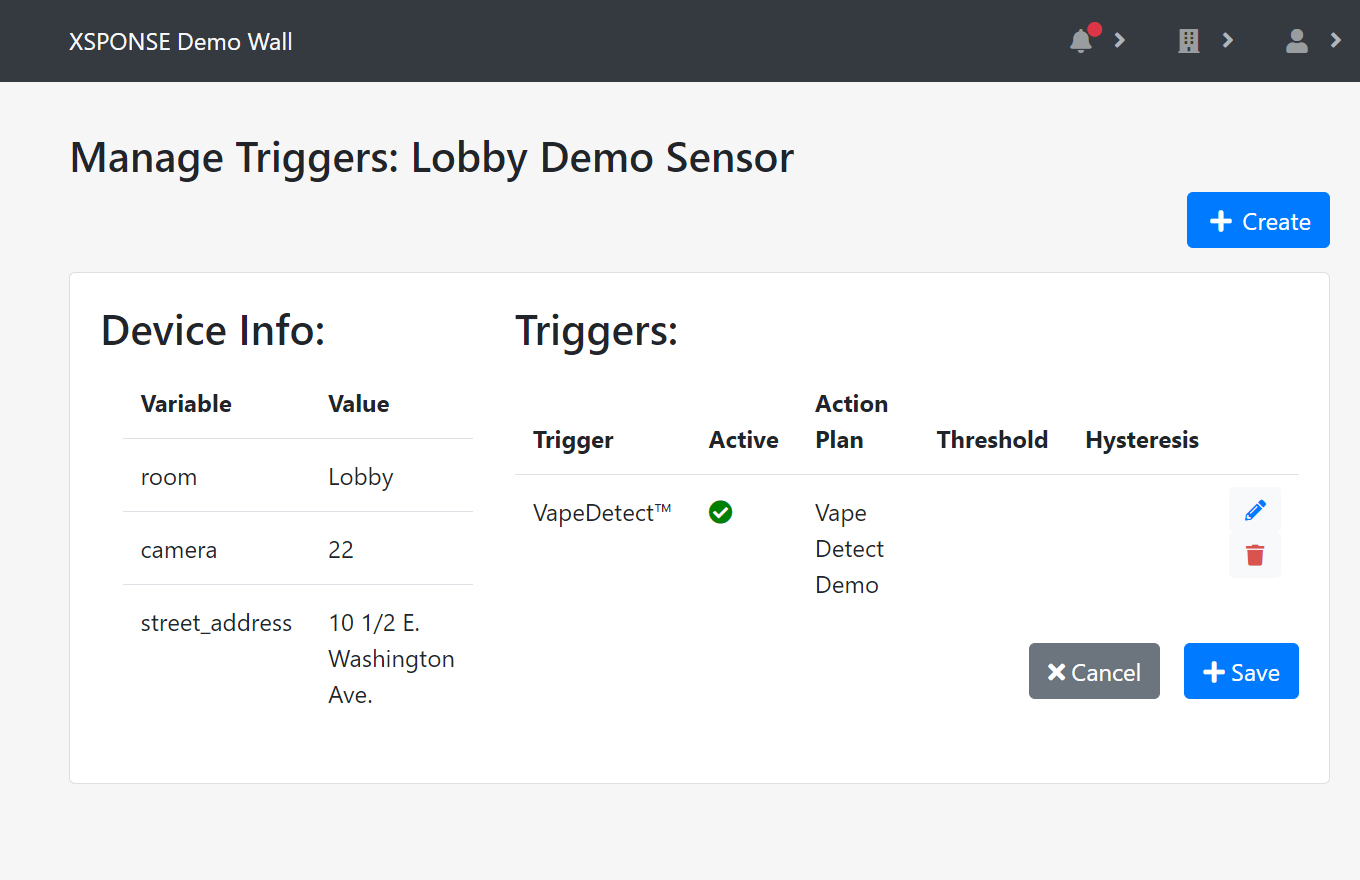 XSPONSE Demo Wall
Manage Triggers: Lobby Demo Sensor
Create
Device Info:
Variable Value
room Lobby
camera 22
street_address 10 1/2 E.
Washington
Ave.
Triggers:
Trigger Active Action
Plan Threshold Hysteresis
VapeDetect™ Vape
Detect
Demo
Cancel Save